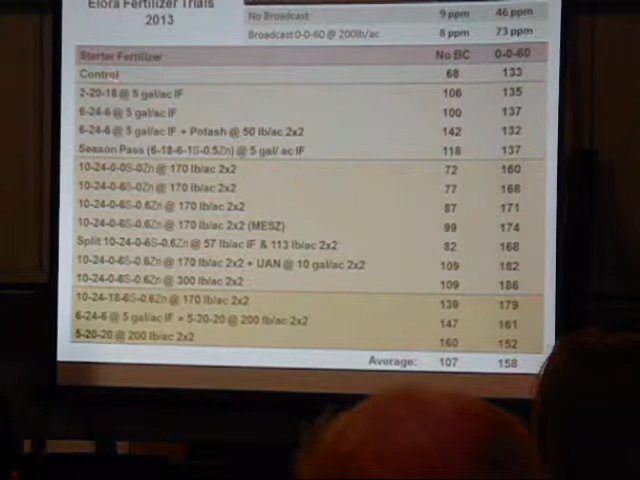 Elora Fertilizer Trials
2013
No Broadcast 9 ppm 46 ppm
Broadcast 0-0-60 @ 200lb/ac 8 ppm 73 ppm
Starter Fertilizer No BC 0-0-60
Control 68 133
2-20-18 @ 5 gal/ac IF 106 135
6-24-6 @ 5 gal/ac IF 100 137
6-24-6 @ 5 gal/ac IF + Potash @ 50 lb/ac 2x2 142 132
Season Pass (6-18-6-1S-0.5Zn) @ 5 gal/ ac IF 118 137
10-24-0-0S-0Zn @ 170 lb/ac 2x2 72 160
10-24-0-6S-0Zn @ 170 lb/ac 2x2 77 168
10-24-0-6S-0.6Zn @ 170 lb/ac 2x2 87 171
10-24-0-6S-0.6Zn @ 170 lb/ac 2x2 (MESZ) 99 174
Split 10-24-0-6S-0.6Zn @ 57 lb/ac IF & 113 lb/ac 2x2 82 168
10-24-0-6S-0.6Zn @ 170 lb/ac 2x2 + UAN @ 10 gal/ac 2x2 109 182
10-24-0-6S-0.6Zn @ 300 lb/ac 2x2 109 186
10-24-18-6S-0.6Zn @ 170 lb/ac 2x2 139 179
6-24-6 @ 5 gal/ac IF + 5-20-20 @ 200 lb/ac 2x2 147 161
5-20-20 @ 200 lb/ac 2x2 160 152
Average: 107 158